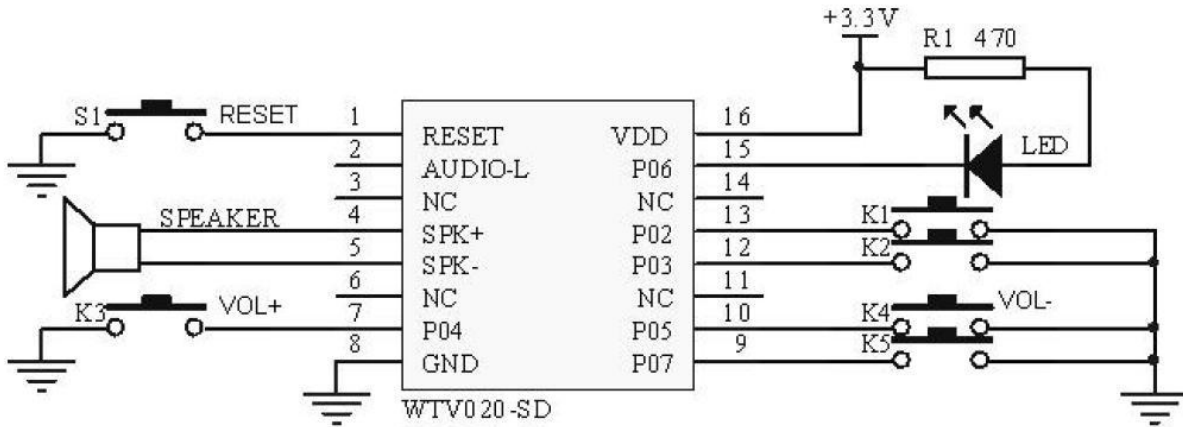 +3.3V
R1 470
S1 RESET
1 RESET VDD 16
2 AUDIO-L P06 15 LED
3 NC NC 14
SPEAKER
4 SPK+ P02 13 K1
5 SPK- P03 12 K2
6 NC NC 11
K3 VOL+
7 P04 P05 10 K4 VOL-
8 GND P07 9 K5
WTV020-SD